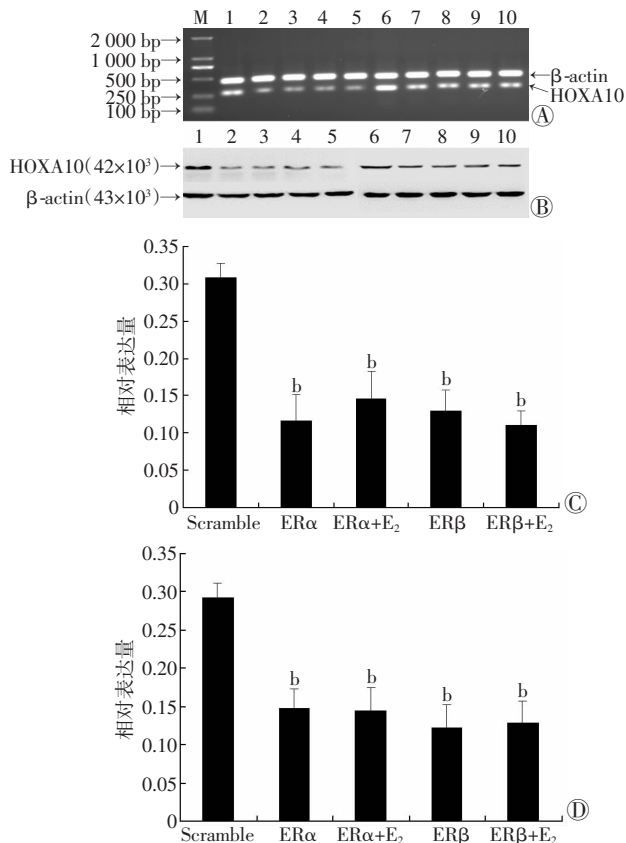 M 1 2 3 4 5 6 7 8 9 10
2 000 bp→
1 000 bp→
500 bp→
250 bp→
100 bp→
←β-actin
←HOXA10
Ⓐ
1 2 3 4 5 6 7 8 9 10
HOXA10(42×10³)→
β-actin(43×10³)→
Ⓑ
相对表达量
0.35
0.30
0.25
0.20
0.15
0.10
0.05
0
b b b b
Scramble ERα ERα+E₂ ERβ ERβ+E₂
Ⓒ
相对表达量
0.35
0.30
0.25
0.20
0.15
0.10
0.05
0.00
b b b b
Scramble ERα ERα+E₂ ERβ ERβ+E₂
Ⓓ